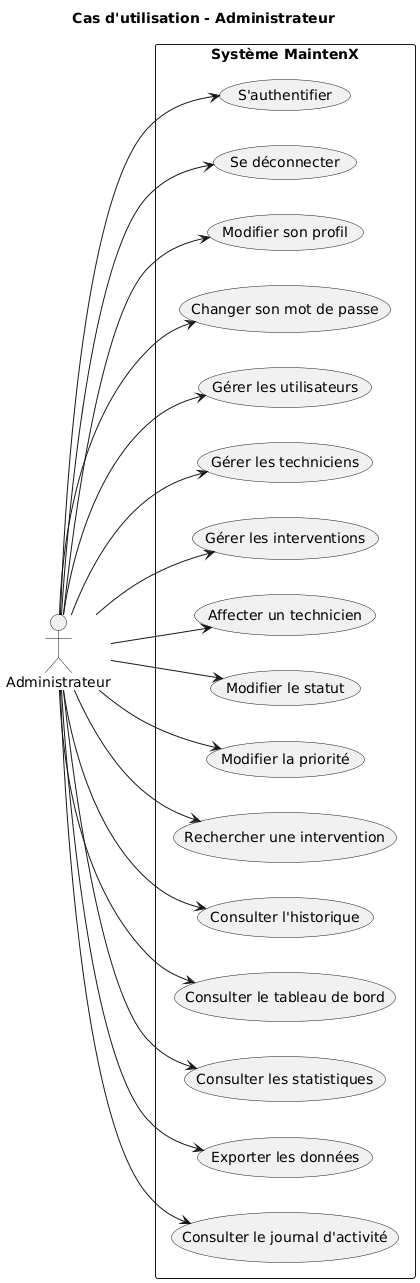 Cas d'utilisation - Administrateur
Système MaintenX
S'authentifier
Se déconnecter
Modifier son profil
Changer son mot de passe
Gérer les utilisateurs
Gérer les techniciens
Gérer les interventions
Affecter un technicien
Administrateur
Modifier le statut
Modifier la priorité
Rechercher une intervention
Consulter l'historique
Consulter le tableau de bord
Consulter les statistiques
Exporter les données
Consulter le journal d'activité